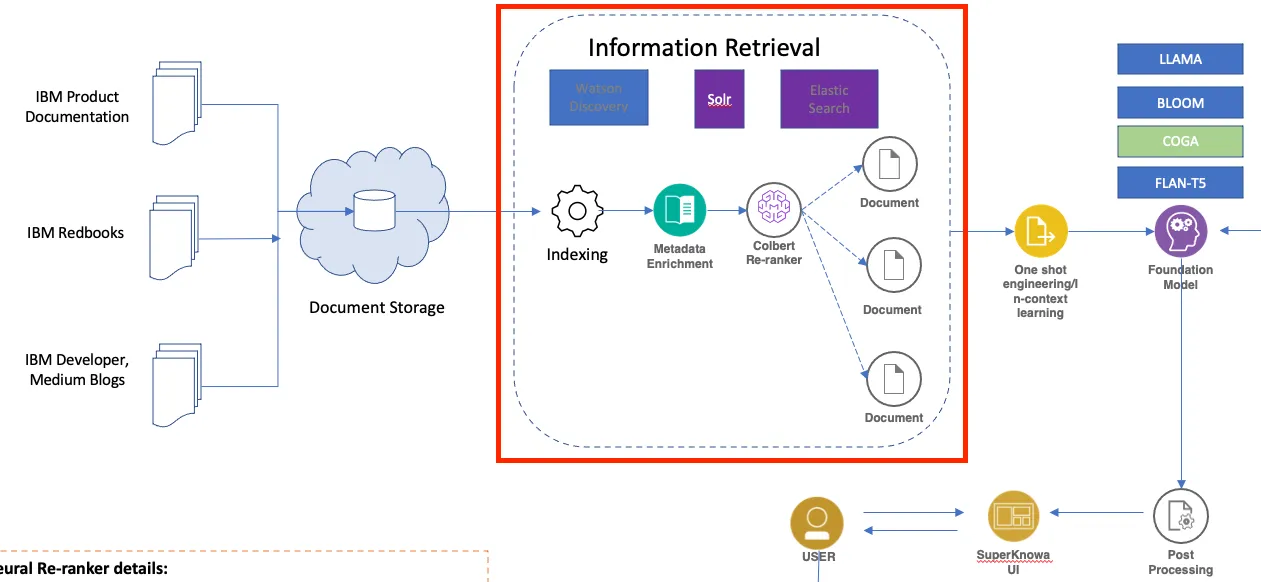 Information Retrieval
Watson
Discovery
Solr
Elastic
Search
LLAMA
BLOOM
COGA
FLAN-T5
IBM Product
Documentation
IBM Redbooks
IBM Developer,
Medium Blogs
Document Storage
Indexing
Metadata
Enrichment
Colbert
Re-ranker
Document
Document
Document
One shot
engineering/I
n-context
learning
Foundation
Model
USER
SuperKnowa
UI
Post
Processing
eural Re-ranker details: